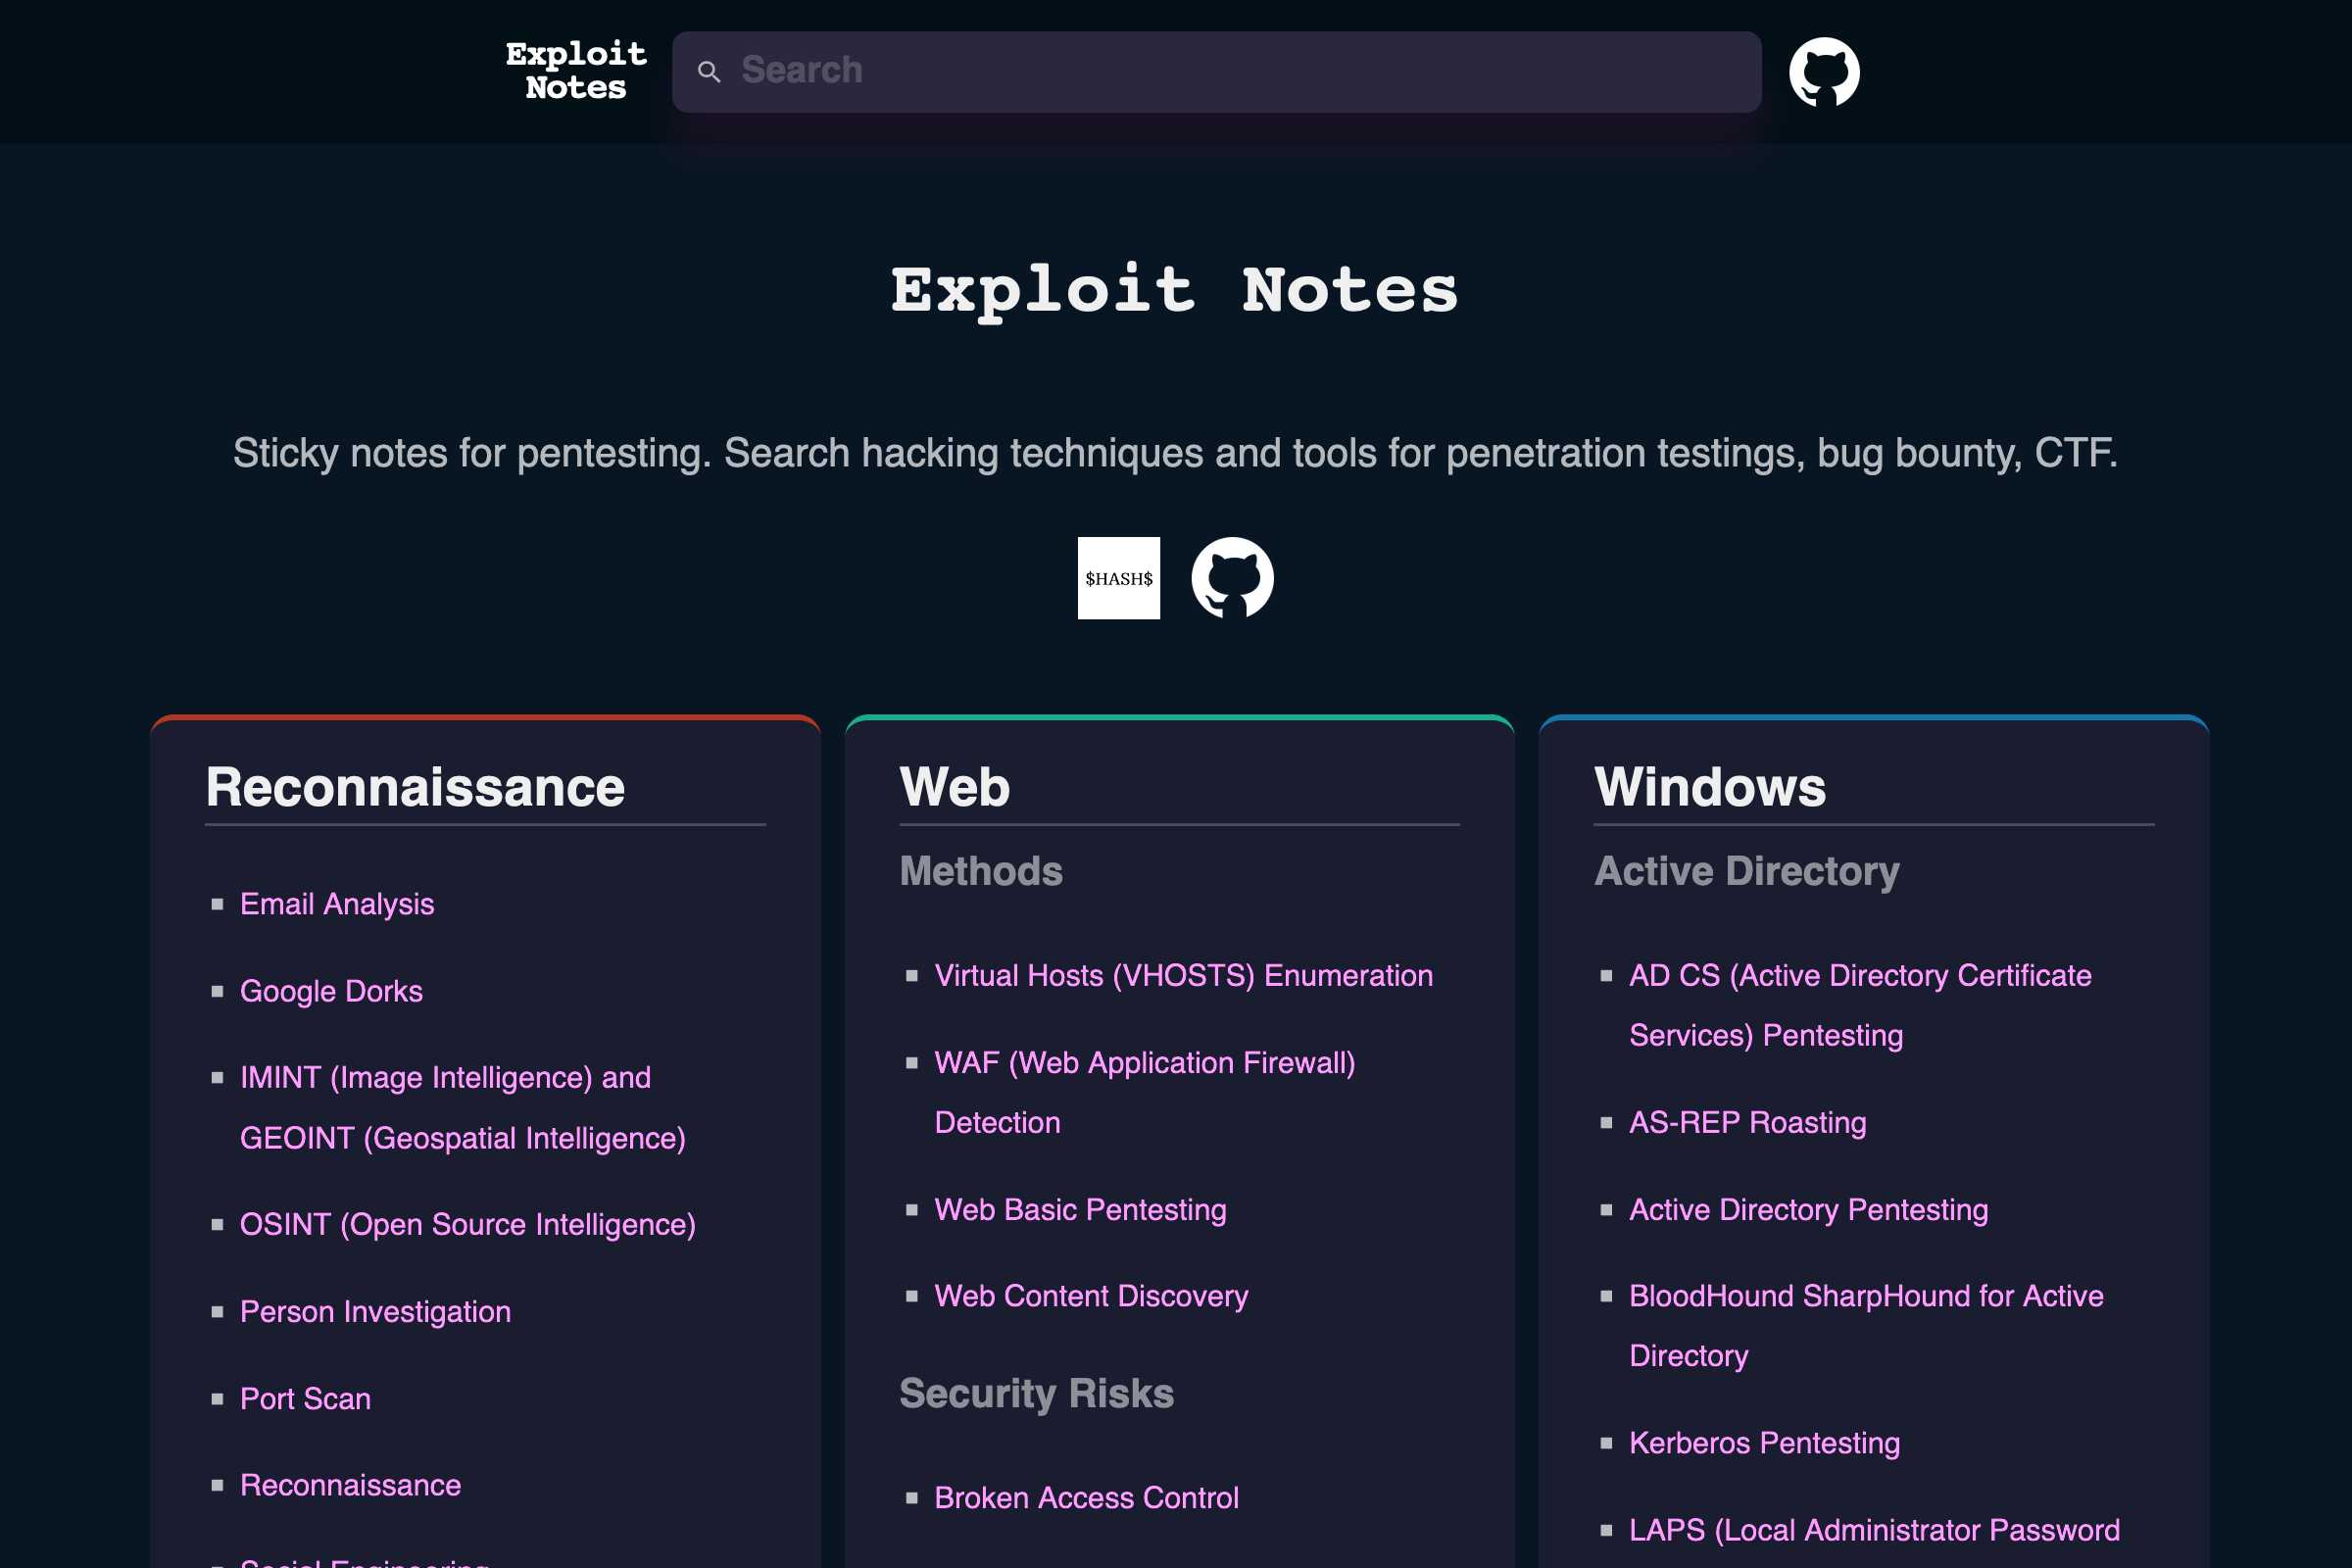 Exploit
Notes
Search
Exploit Notes
Sticky notes for pentesting. Search hacking techniques and tools for penetration testings, bug bounty, CTF.
$HASH$
Reconnaissance
Email Analysis
Google Dorks
IMINT (Image Intelligence) and
GEOINT (Geospatial Intelligence)
OSINT (Open Source Intelligence)
Person Investigation
Port Scan
Reconnaissance
Social Engineering
Web
Methods
Virtual Hosts (VHOSTS) Enumeration
WAF (Web Application Firewall)
Detection
Web Basic Pentesting
Web Content Discovery
Security Risks
Broken Access Control
Windows
Active Directory
AD CS (Active Directory Certificate
Services) Pentesting
AS-REP Roasting
Active Directory Pentesting
BloodHound SharpHound for Active
Directory
Kerberos Pentesting
LAPS (Local Administrator Password